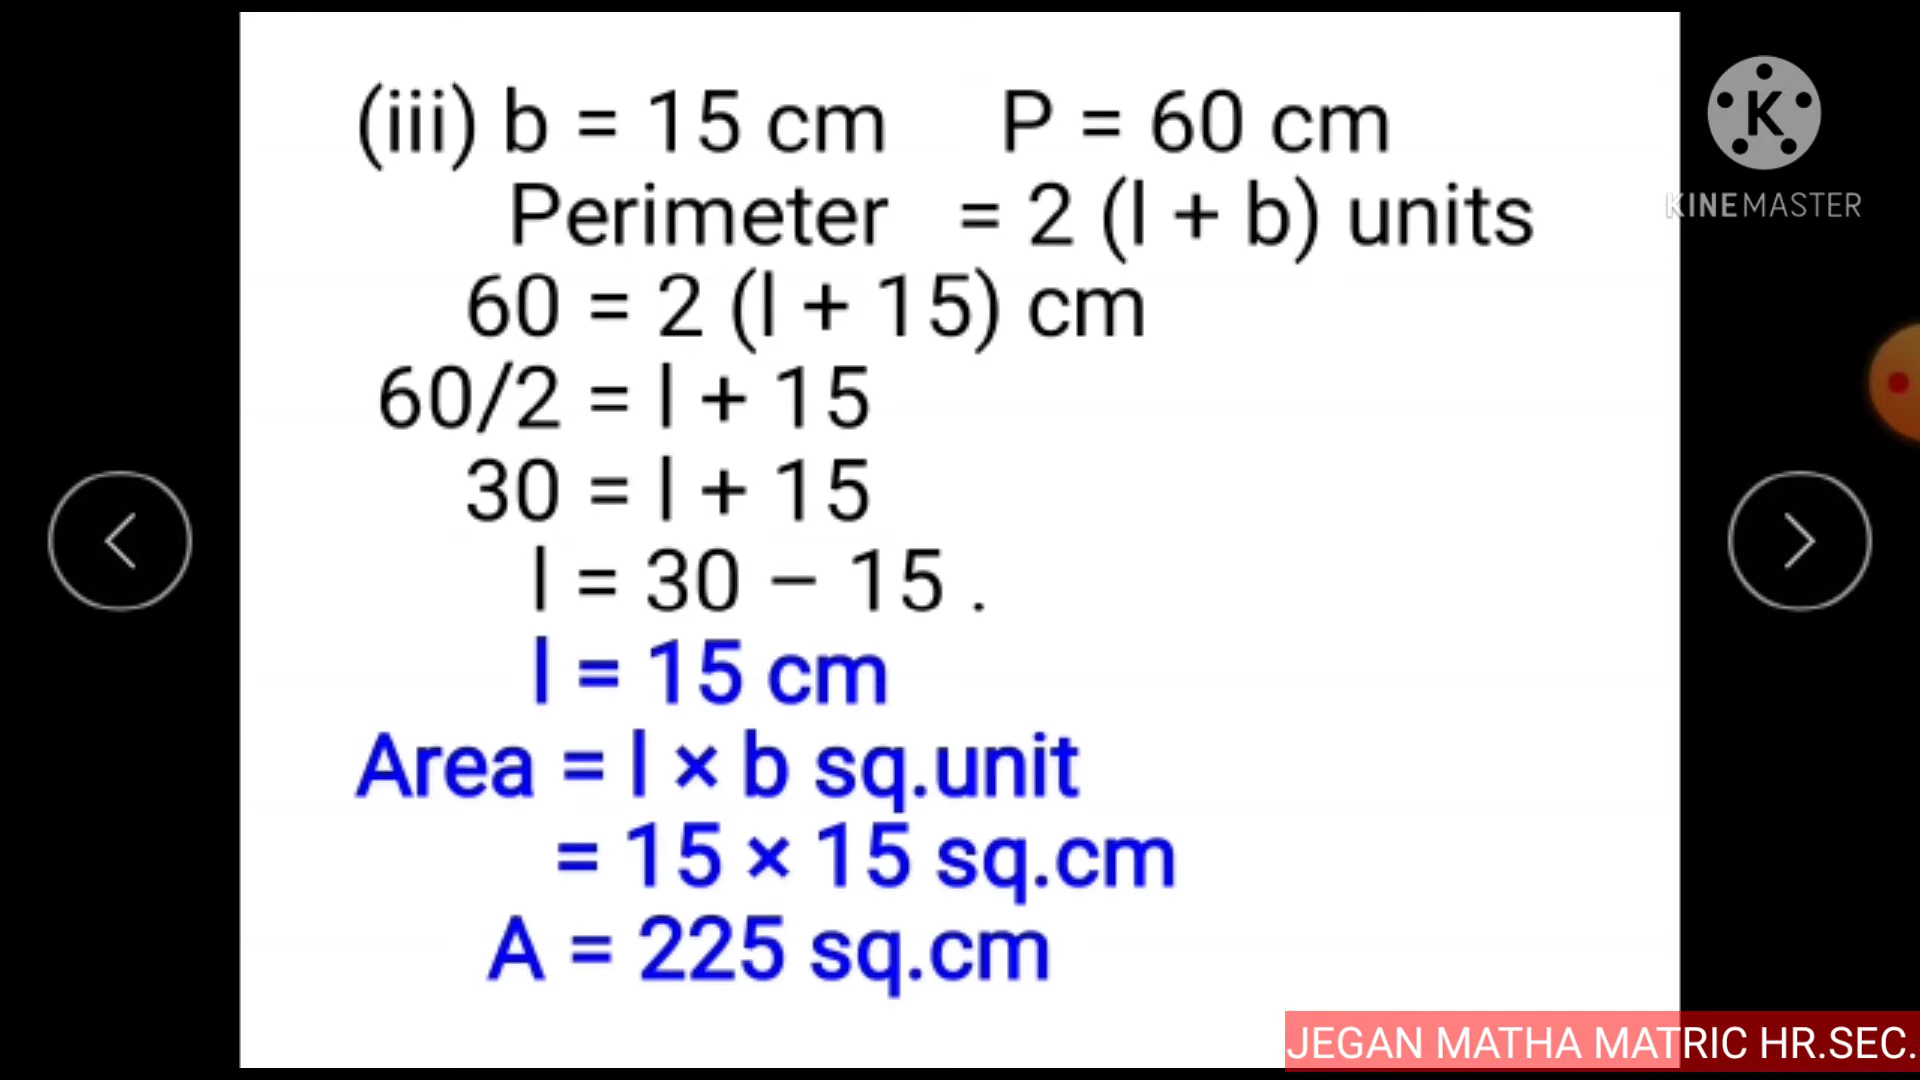 (iii) b = 15 cm P = 60 cm
Perimeter = 2 (l + b) units
60 = 2 (l + 15) cm
60/2 = l + 15
30 = l + 15
l = 30 – 15 .
l = 15 cm
Area = l × b sq.unit
= 15 × 15 sq.cm
A = 225 sq.cm
K
KINEMASTER
JEGAN MATHA MATRIC HR.SEC.